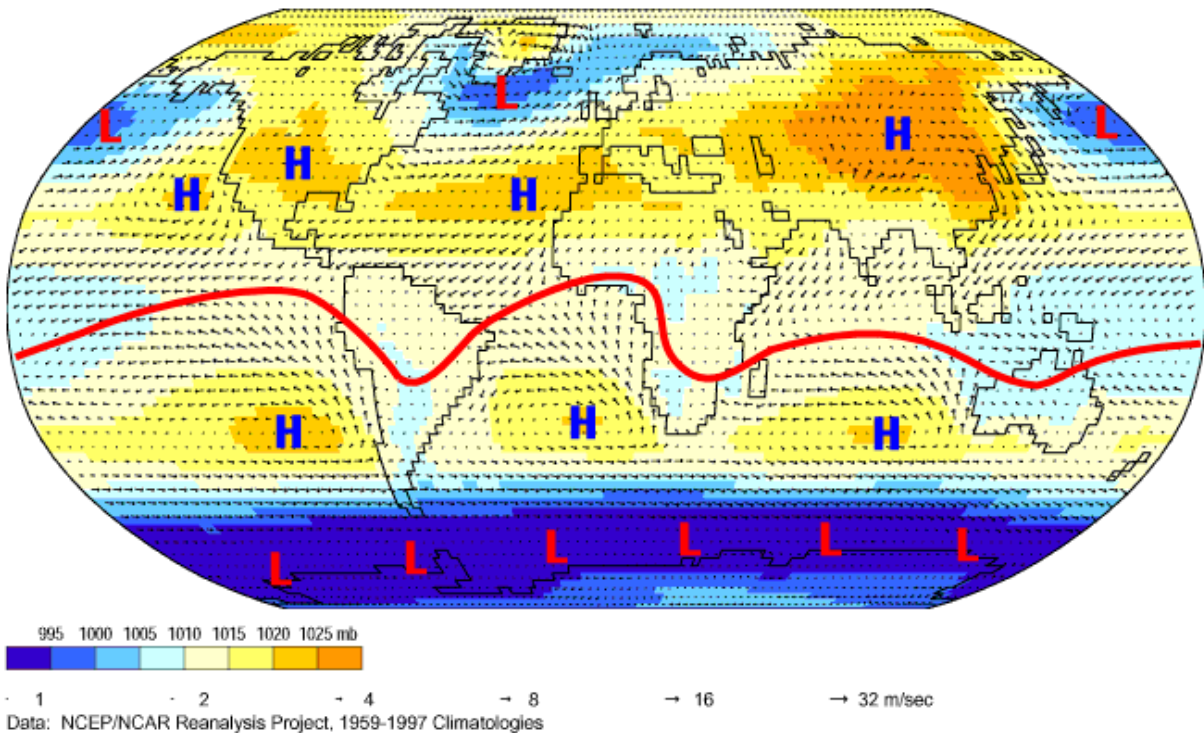 L
L
L
H
H
H
H
H
H
H
L
L
L
L
L
L
995 1000 1005 1010 1015 1020 1025 mb
1 2 4 8 16 32 m/sec
Data: NCEP/NCAR Reanalysis Project, 1959-1997 Climatologies